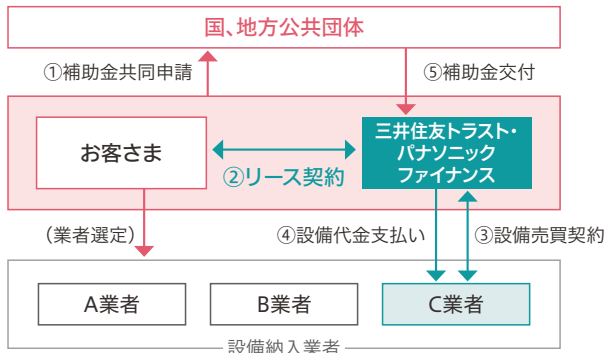 国、地方公共団体
①補助金共同申請
⑤補助金交付
お客さま
②リース契約
三井住友トラスト・
パナソニック
ファイナンス
(業者選定)
④設備代金支払い
③設備売買契約
A業者
B業者
C業者
設備納入業者